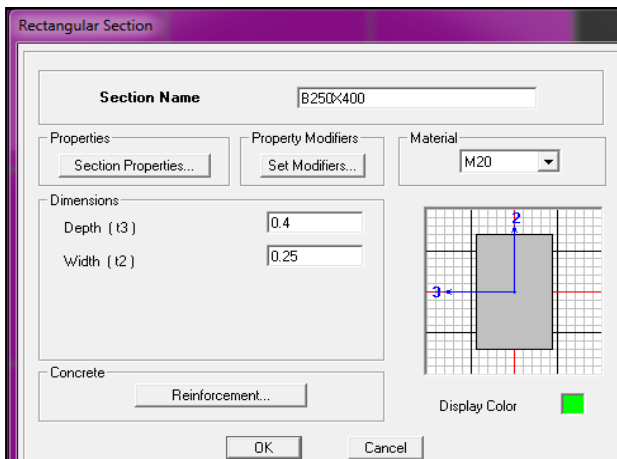 Rectangular Section
Section Name B250X400
Properties Property Modifiers Material
Section Properties... Set Modifiers... M20
Dimensions
Depth ( t3 ) 0.4
Width ( t2 ) 0.25
2
3
Concrete
Reinforcement...
Display Color
OK Cancel